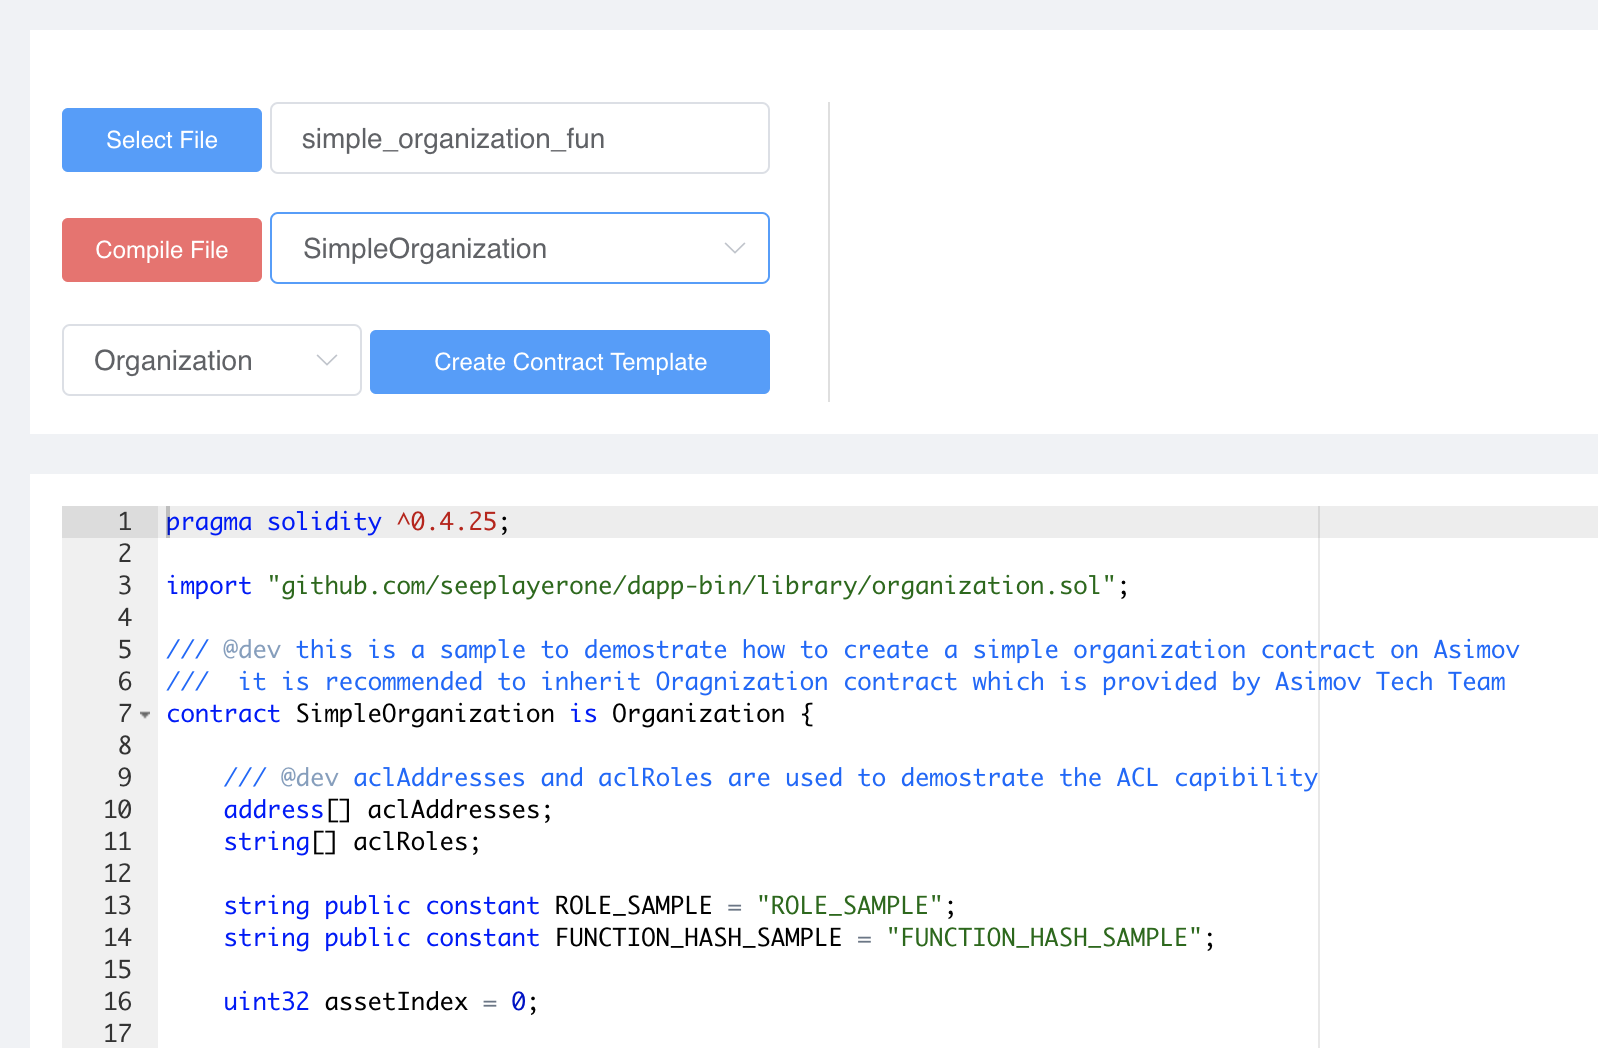 Select File simple_organization_fun
Compile File SimpleOrganization
Organization Create Contract Template
1 pragma solidity ^0.4.25;
2
3 import "github.com/seeplayerone/dapp-bin/library/organization.sol";
4
5 /// @dev this is a sample to demostrate how to create a simple organization contract on Asimov
6 ///  it is recommended to inherit Oragnization contract which is provided by Asimov Tech Team
7 contract SimpleOrganization is Organization {
8
9     /// @dev aclAddresses and aclRoles are used to demostrate the ACL capibility
10     address[] aclAddresses;
11     string[] aclRoles;
12
13     string public constant ROLE_SAMPLE = "ROLE_SAMPLE";
14     string public constant FUNCTION_HASH_SAMPLE = "FUNCTION_HASH_SAMPLE";
15
16     uint32 assetIndex = 0;
17